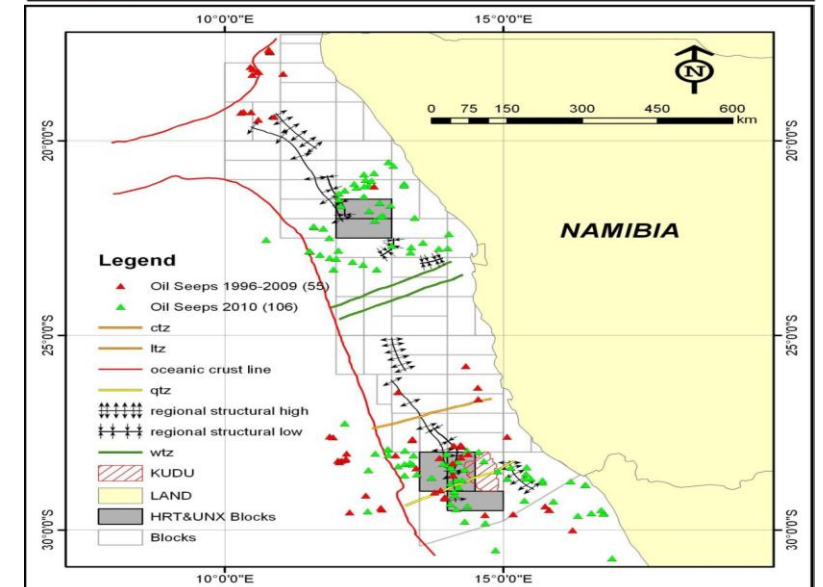 10°0'0"E 15°0'0"E
N
0 75 150 300 450 600
km
20°0'0"S 20°0'0"S
NAMIBIA
Legend
Oil Seeps 1996-2009 (55)
Oil Seeps 2010 (106)
ctz
ltz
oceanic crust line
qtz
regional structural high
regional structural low
wtz
KUDU
LAND
HRT&UNX Blocks
Blocks
25°0'0"S 25°0'0"S
30°0'0"S 30°0'0"S
10°0'0"E 15°0'0"E